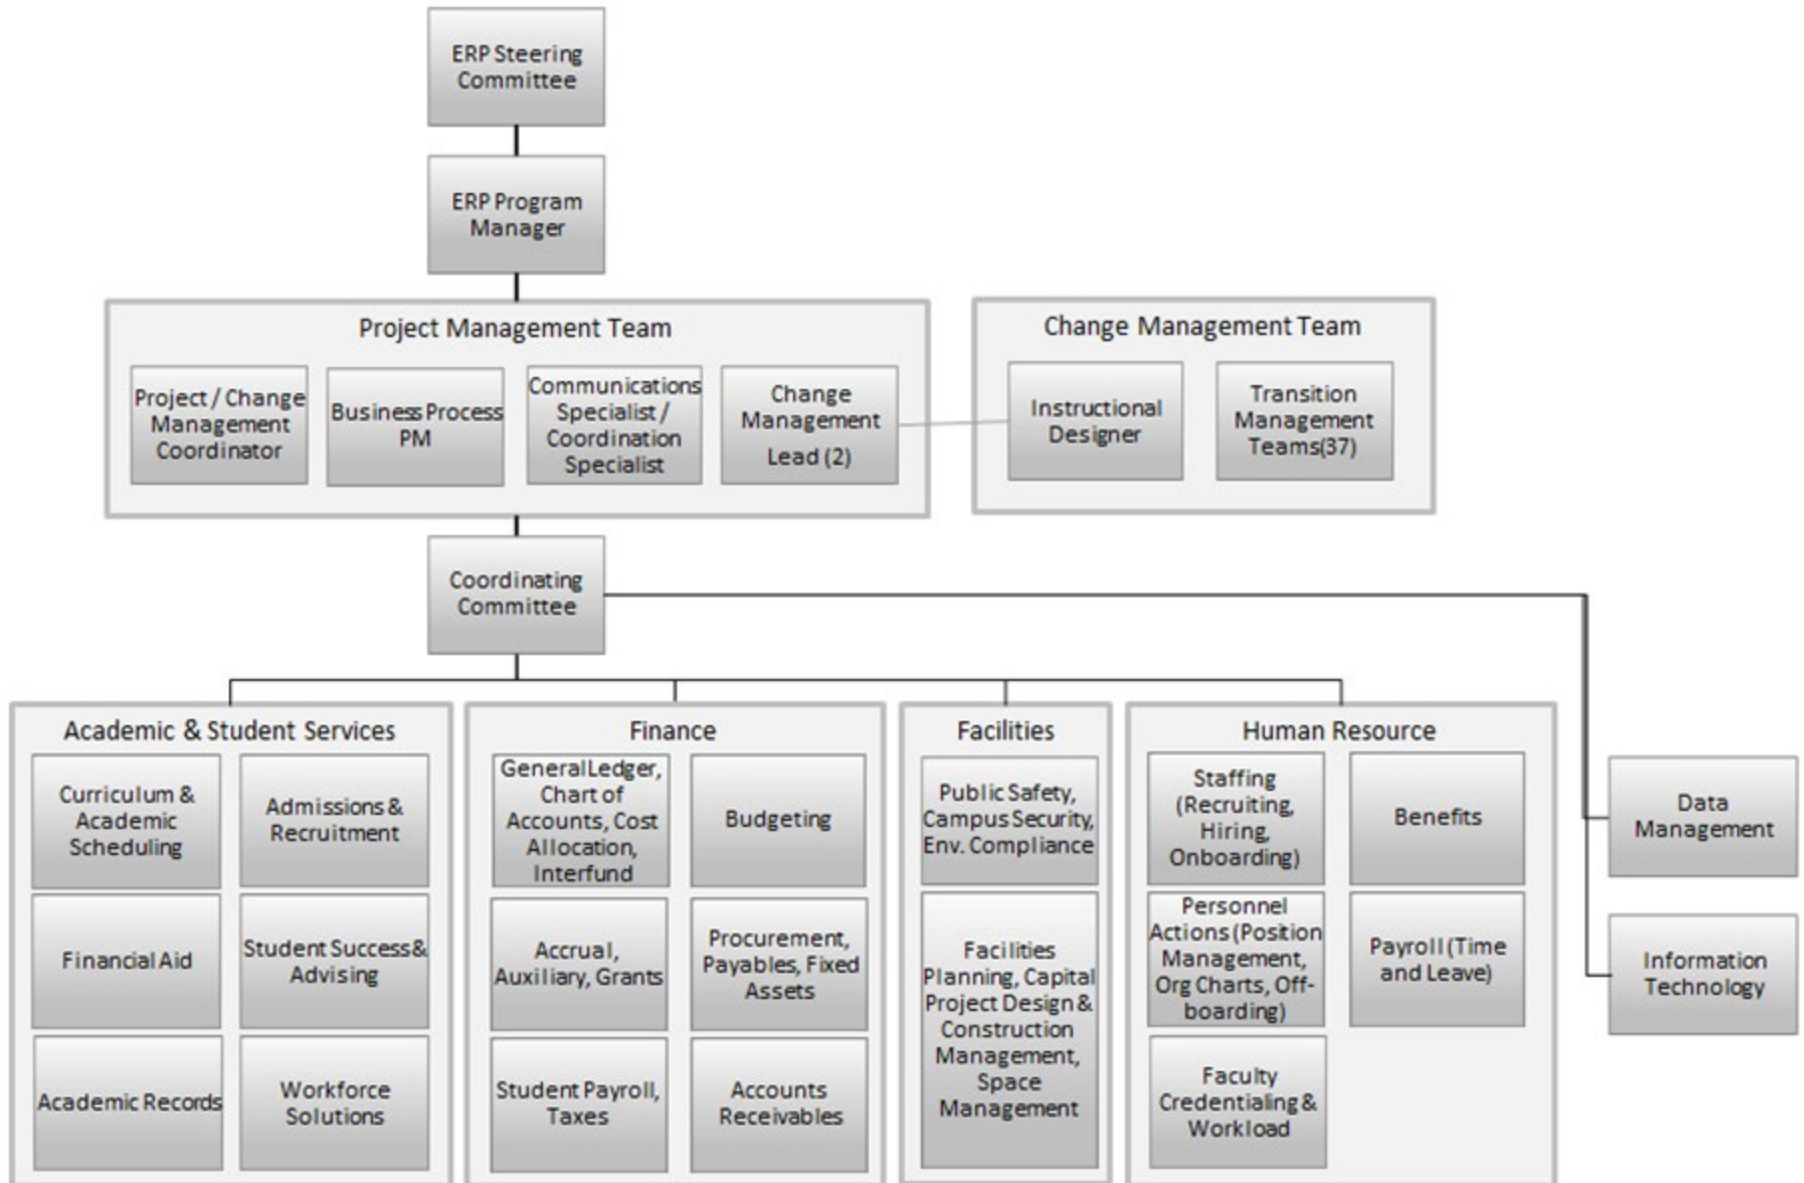 ERP Steering
Committee
ERP Program
Manager
Project Management Team
Project / Change
Management
Coordinator
Business Process
PM
Communications
Specialist /
Coordination
Specialist
Change
Management
Lead (2)
Change Management Team
Instructional
Designer
Transition
Management
Teams(37)
Coordinating
Committee
Academic & Student Services
Curriculum &
Academic
Scheduling
Admissions &
Recruitment
Financial Aid
Student Success &
Advising
Academic Records
Workforce
Solutions
Finance
General Ledger,
Chart of
Accounts, Cost
Allocation,
Interfund
Budgeting
Accrual,
Auxiliary, Grants
Procurement,
Payables, Fixed
Assets
Student Payroll,
Taxes
Accounts
Receivables
Facilities
Public Safety,
Campus Security,
Env. Compliance
Facilities
Planning, Capital
Project Design &
Construction
Management,
Space
Management
Human Resource
Staffing
(Recruiting,
Hiring,
Onboarding)
Benefits
Personnel
Actions (Position
Management,
Org Charts, Off-
boarding)
Payroll (Time
and Leave)
Faculty
Credentialing &
Workload
Data
Management
Information
Technology